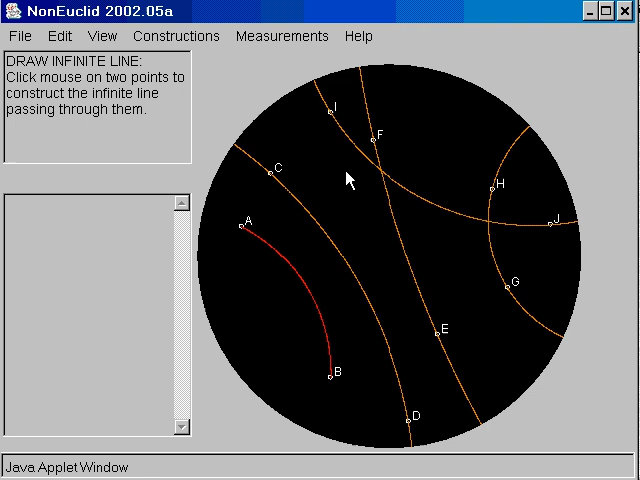 NonEuclid 2002.05a
File Edit View Constructions Measurements Help
DRAW INFINITE LINE:
Click mouse on two points to
construct the infinite line
passing through them.
I
F
C
H
A
J
G
E
B
D
Java Applet Window